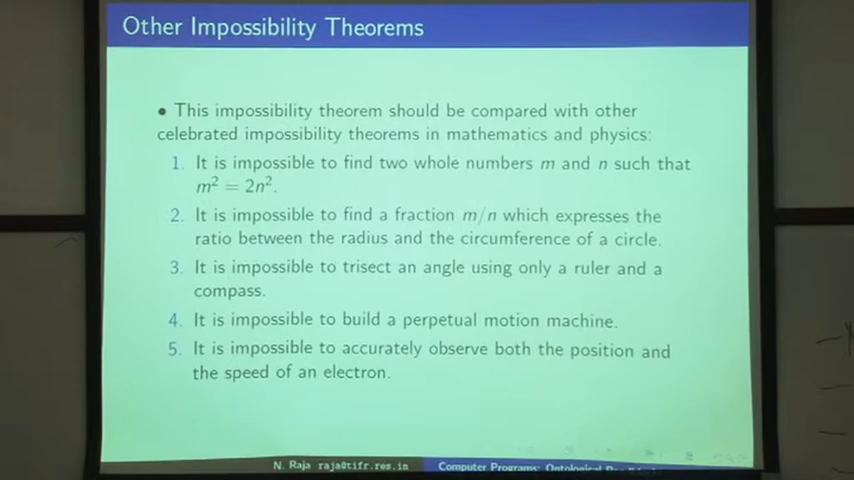 Other Impossibility Theorems
• This impossibility theorem should be compared with other
celebrated impossibility theorems in mathematics and physics:
1. It is impossible to find two whole numbers m and n such that
m² = 2n².
2. It is impossible to find a fraction m/n which expresses the
ratio between the radius and the circumference of a circle.
3. It is impossible to trisect an angle using only a ruler and a
compass.
4. It is impossible to build a perpetual motion machine.
5. It is impossible to accurately observe both the position and
the speed of an electron.
N. Raja raja@tifr.res.in Computer Programs: Ontological